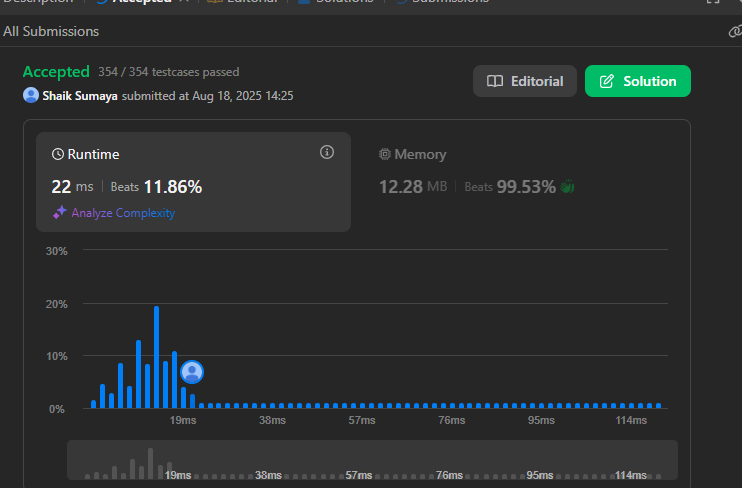 Description Accepted Editorial Solutions Submissions
All Submissions
Accepted 354 / 354 testcases passed
Shaik Sumaya submitted at Aug 18, 2025 14:25
Editorial
Solution
Runtime
22 ms Beats 11.86%
Analyze Complexity
Memory
12.28 MB Beats 99.53%
30%
20%
10%
0%
19ms 38ms 57ms 76ms 95ms 114ms
19ms 38ms 57ms 76ms 95ms 114ms